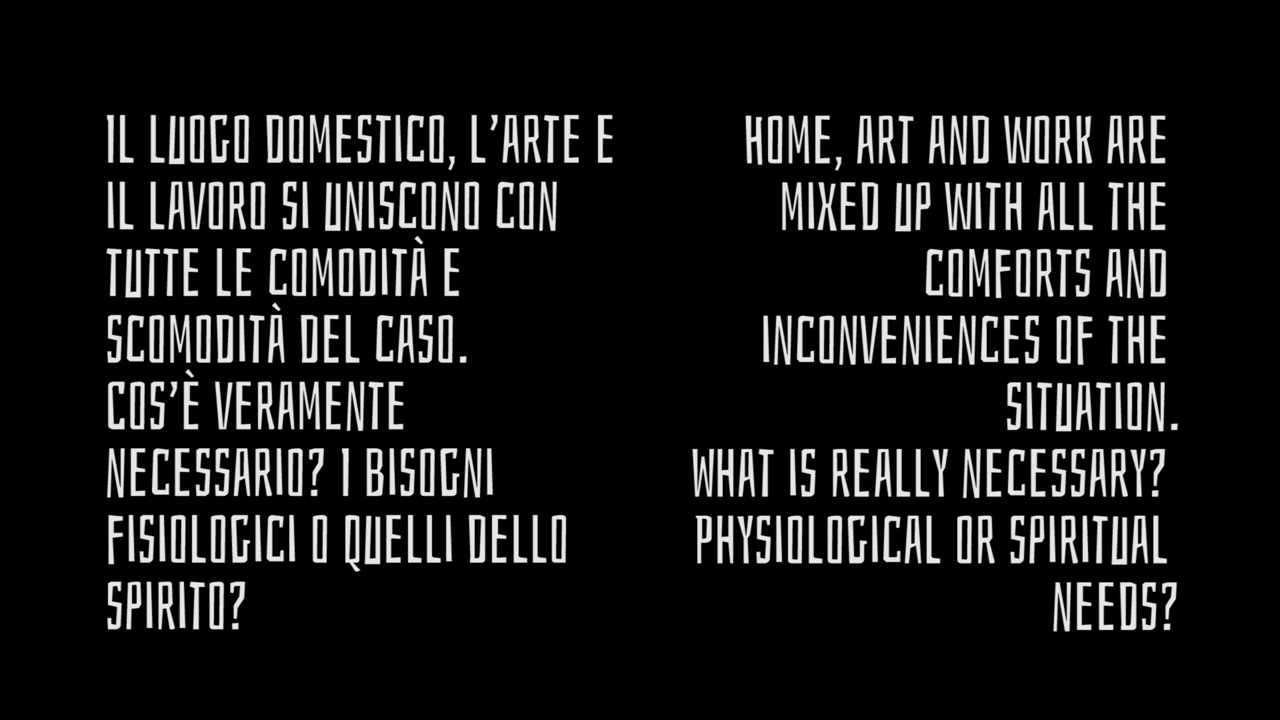 IL LUOGO DOMESTICO, L'ARTE E
IL LAVORO SI UNISCONO CON
TUTTE LE COMODITÀ E
SCOMODITÀ DEL CASO.
COS'È VERAMENTE
NECESSARIO? I BISOGNI
FISIOLOGICI O QUELLI DELLO
SPIRITO?
HOME, ART AND WORK ARE
MIXED UP WITH ALL THE
COMFORTS AND
INCONVENIENCES OF THE
SITUATION.
WHAT IS REALLY NECESSARY?
PHYSIOLOGICAL OR SPIRITUAL
NEEDS?